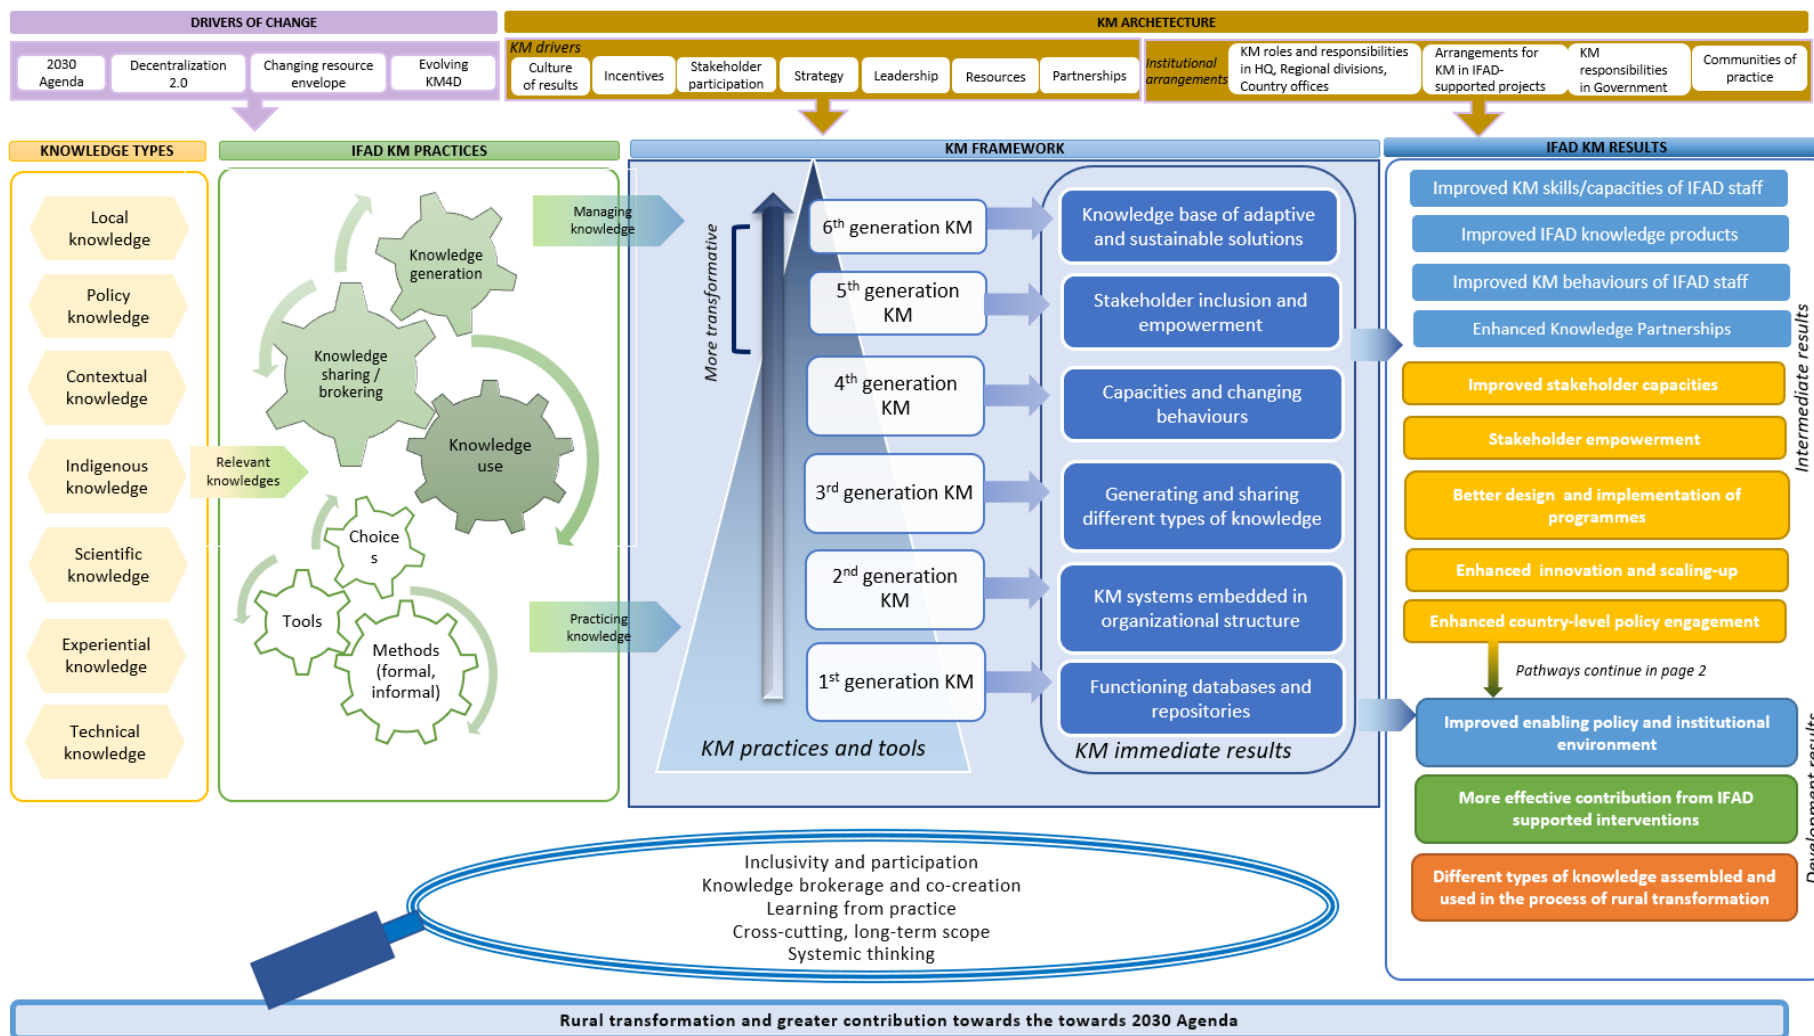 DRIVERS OF CHANGE
KM ARCHETECTURE
2030
Agenda
Decentralization
2.0
Changing resource
envelope
Evolving
KM4D
KM drivers
Culture
of results
Incentives
Stakeholder
participation
Strategy
Leadership
Resources
Partnerships
Institutional
arrangements
KM roles and responsibilities
in HQ, Regional divisions,
Country offices
Arrangements for
KM in IFAD-
supported projects
KM
responsibilities
in Government
Communities of
practice
KNOWLEDGE TYPES
Local
knowledge
Policy
knowledge
Contextual
knowledge
Indigenous
knowledge
Scientific
knowledge
Experiential
knowledge
Technical
knowledge
Relevant
knowledges
IFAD KM PRACTICES
Knowledge
generation
Knowledge
sharing /
brokering
Knowledge
use
Choice
s
Tools
Methods
(formal,
informal)
Managing
knowledge
Practicing
knowledge
KM FRAMEWORK
More transformative
6th generation KM
5th generation
KM
4th generation
KM
3rd generation KM
2nd generation
KM
1st generation KM
KM practices and tools
Knowledge base of adaptive
and sustainable solutions
Stakeholder inclusion and
empowerment
Capacities and changing
behaviours
Generating and sharing
different types of knowledge
KM systems embedded in
organizational structure
Functioning databases and
repositories
KM immediate results
IFAD KM RESULTS
Improved KM skills/capacities of IFAD staff
Improved IFAD knowledge products
Improved KM behaviours of IFAD staff
Enhanced Knowledge Partnerships
Improved stakeholder capacities
Stakeholder empowerment
Better design and implementation of
programmes
Enhanced innovation and scaling-up
Enhanced country-level policy engagement
Intermediate results
Pathways continue in page 2
Improved enabling policy and institutional
environment
More effective contribution from IFAD
supported interventions
Different types of knowledge assembled and
used in the process of rural transformation
Development results
Inclusivity and participation
Knowledge brokerage and co-creation
Learning from practice
Cross-cutting, long-term scope
Systemic thinking
Rural transformation and greater contribution towards the towards 2030 Agenda